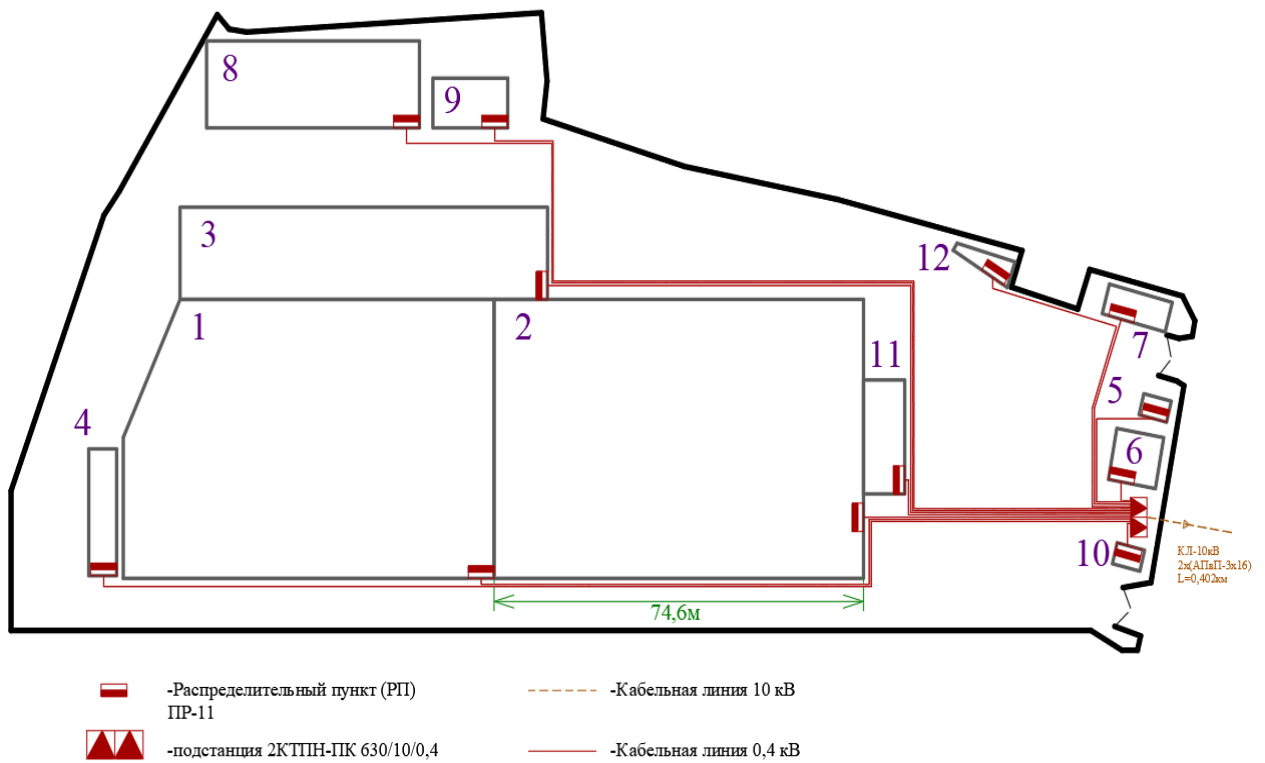 8
9
3
12
1
2
7
11
5
4
6
10
КЛ-10кВ
2x(АПвП-3x16)
L=0,402км
74,6м
-Распределительный пункт (РП)
ПР-11
-Кабельная линия 10 кВ
-подстанция 2КТПН-ПК 630/10/0,4
-Кабельная линия 0,4 кВ